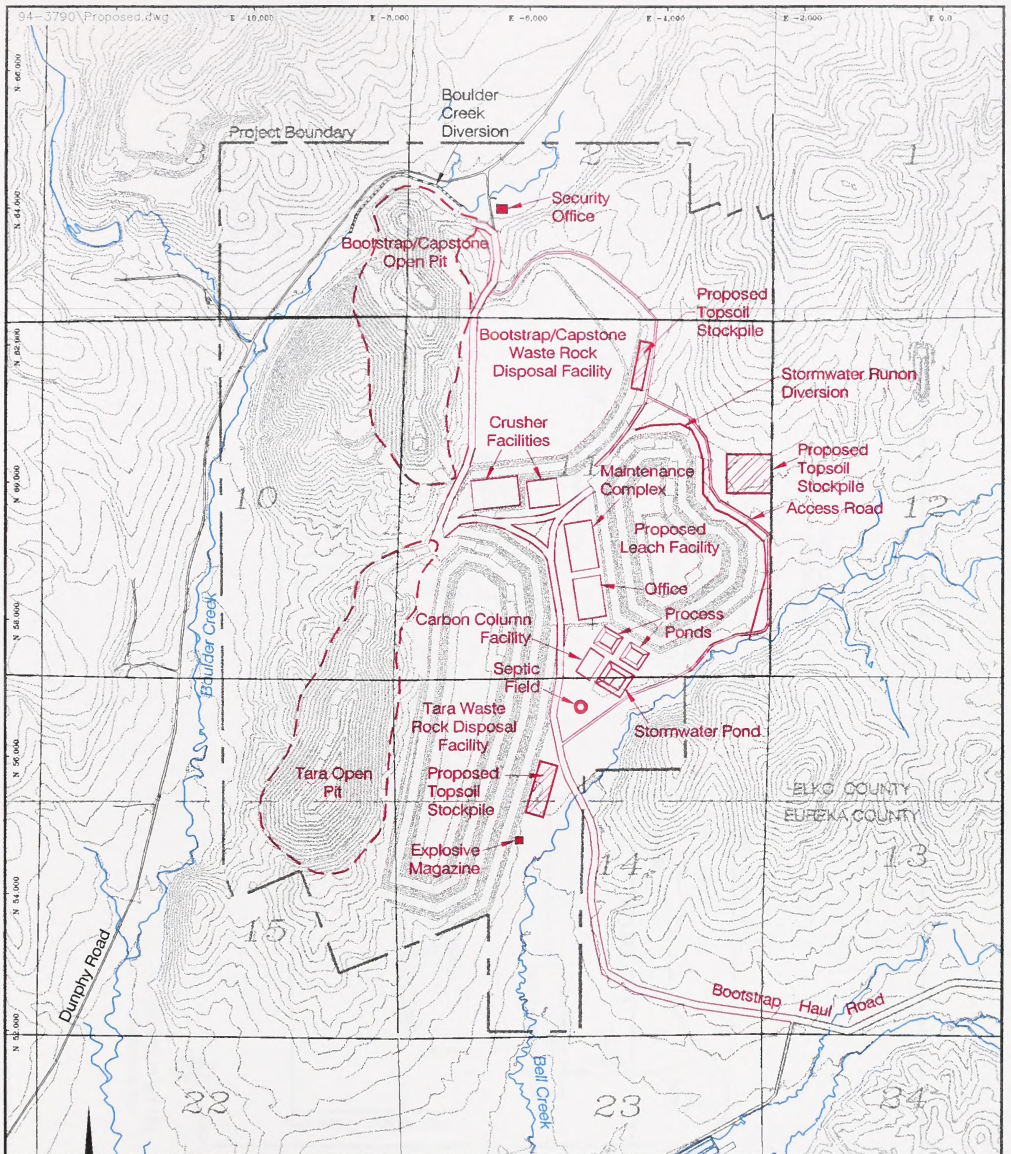 94-3790\Proposed.dwg
E -10,000
E -8,000
E -6,000
E -4,000
E -2,000
E 0.0
N 66,000
N 64,000
N 62,000
N 60,000
N 58,000
N 56,000
N 54,000
N 52,000
Boulder
Creek
Diversion
Project Boundary
3
2
1
Security
Office
Bootstrap/Capstone
Open Pit
Proposed
Topsoil
Stockpile
Bootstrap/Capstone
Waste Rock
Disposal Facility
Stormwater Runon
Diversion
Crusher
Facilities
10
11
Maintenance
Complex
Proposed
Topsoil
Stockpile
Access Road
12
Proposed
Leach Facility
Office
Carbon Column
Facility
Process
Ponds
Boulder Creek
Septic
Field
Tara Waste
Rock Disposal
Facility
Stormwater Pond
Tara Open
Pit
Proposed
Topsoil
Stockpile
ELKO COUNTY
EUREKA COUNTY
Explosive
Magazine
15
14
13
Dunphy Road
Bootstrap Haul Road
Bell Creek
22
23
24